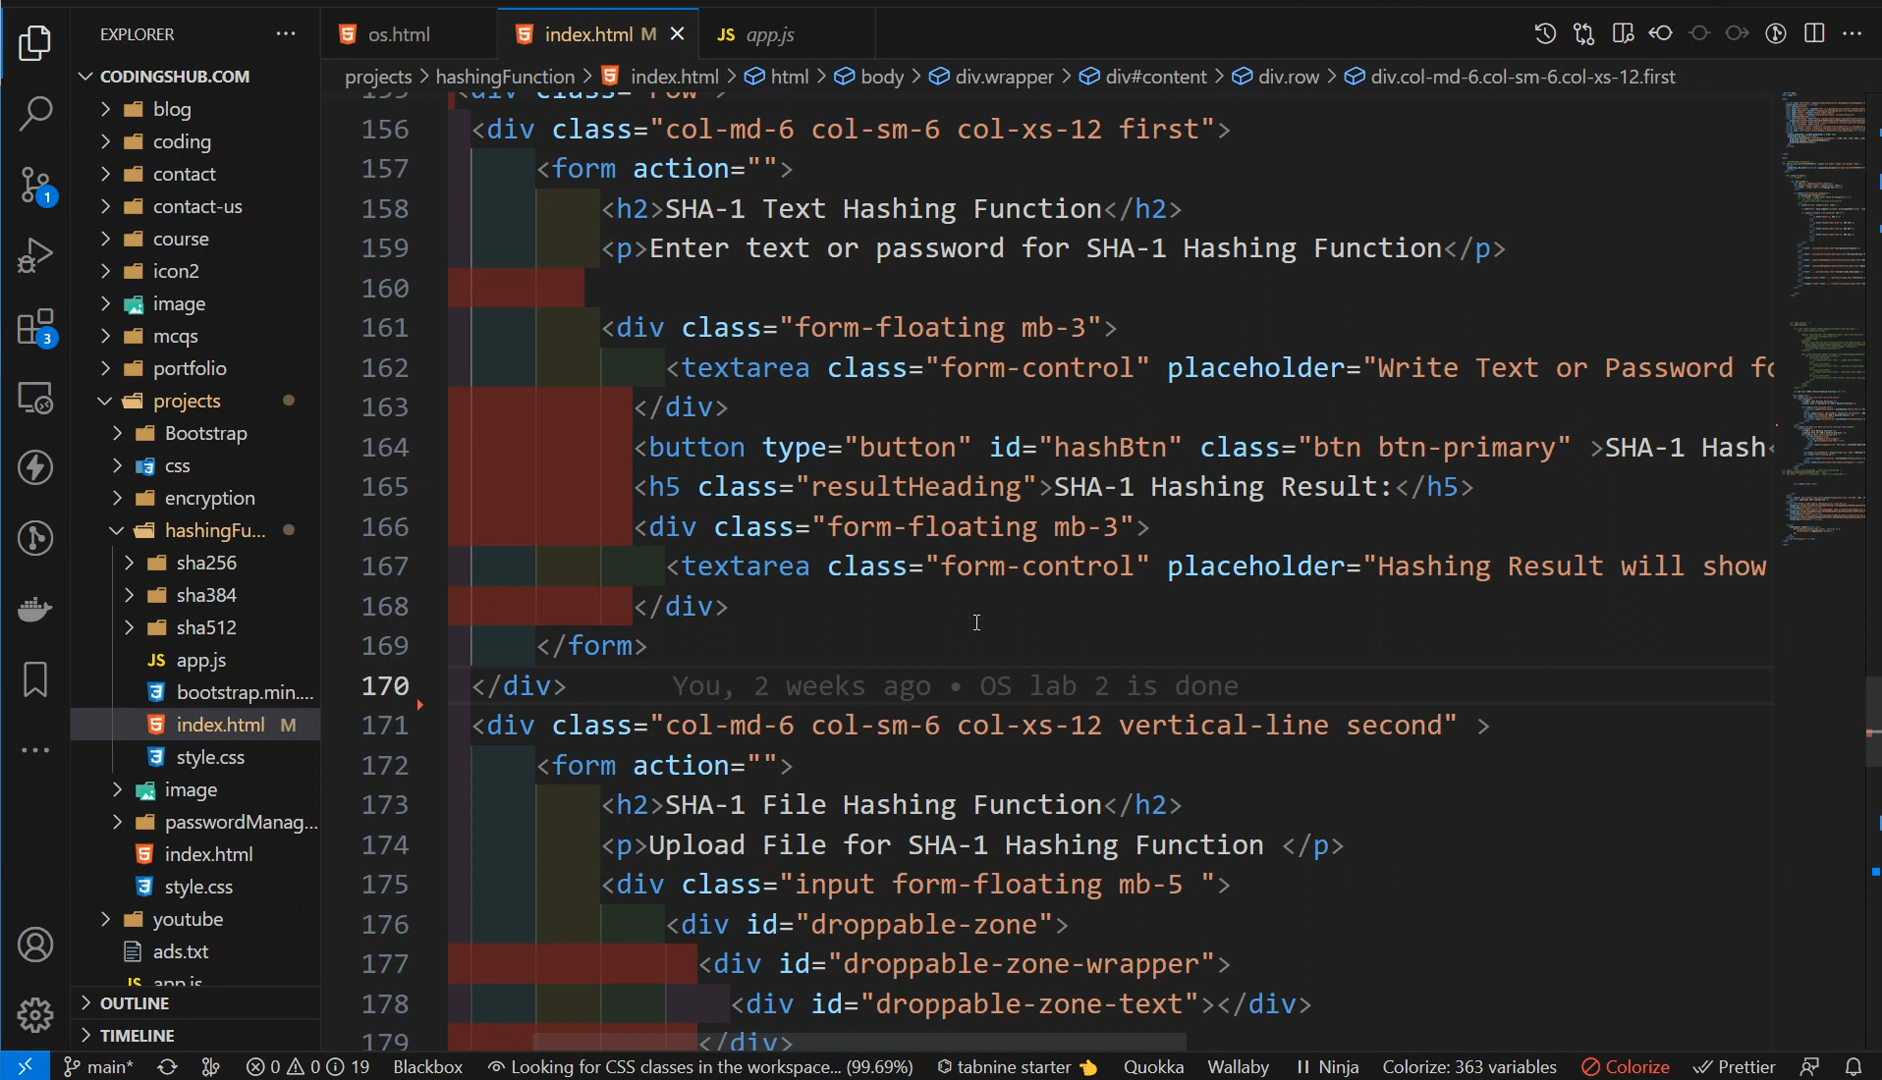 EXPLORER
os.html
index.html M
JS app.js
CODINGSHUB.COM
projects > hashingFunction > index.html > html > body > div.wrapper > div#content > div.row > div.col-md-6.col-sm-6.col-xs-12.first
blog
coding
contact
contact-us
course
icon2
image
mcqs
portfolio
projects
Bootstrap
css
encryption
hashingFu...
sha256
sha384
sha512
JS app.js
bootstrap.min....
index.html M
style.css
image
passwordManag...
index.html
style.css
youtube
ads.txt
JS app.js
OUTLINE
TIMELINE
1
3
155 <div class="row">
156 <div class="col-md-6 col-sm-6 col-xs-12 first">
157 <form action="">
158 <h2>SHA-1 Text Hashing Function</h2>
159 <p>Enter text or password for SHA-1 Hashing Function</p>
160
161 <div class="form-floating mb-3">
162 <textarea class="form-control" placeholder="Write Text or Password fo
163 </div>
164 <button type="button" id="hashBtn" class="btn btn-primary" >SHA-1 Hash<
165 <h5 class="resultHeading">SHA-1 Hashing Result:</h5>
166 <div class="form-floating mb-3">
167 <textarea class="form-control" placeholder="Hashing Result will show
168 </div>
169 </form>
170 </div> You, 2 weeks ago • OS lab 2 is done
171 <div class="col-md-6 col-sm-6 col-xs-12 vertical-line second" >
172 <form action="">
173 <h2>SHA-1 File Hashing Function</h2>
174 <p>Upload File for SHA-1 Hashing Function </p>
175 <div class="input form-floating mb-5 ">
176 <div id="droppable-zone">
177 <div id="droppable-zone-wrapper">
178 <div id="droppable-zone-text"></div>
179 </div>
main* 0 0 19 Blackbox Looking for CSS classes in the workspace... (99.69%) tabnine starter Quokka Wallaby Ninja Colorize: 363 variables Colorize Prettier